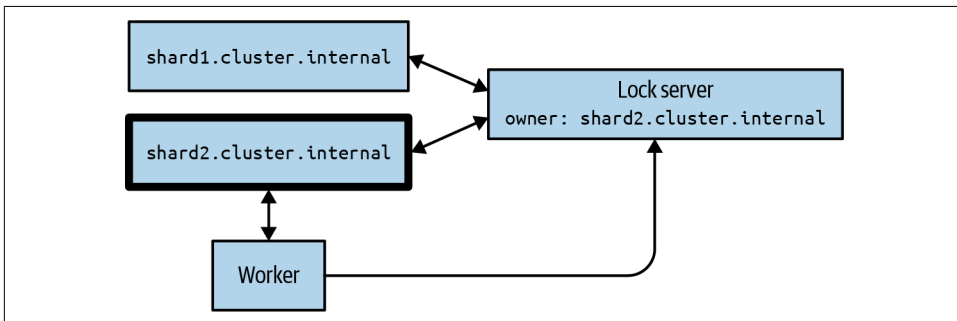 shard1.cluster.internal
Lock server
owner: shard2.cluster.internal
shard2.cluster.internal
Worker